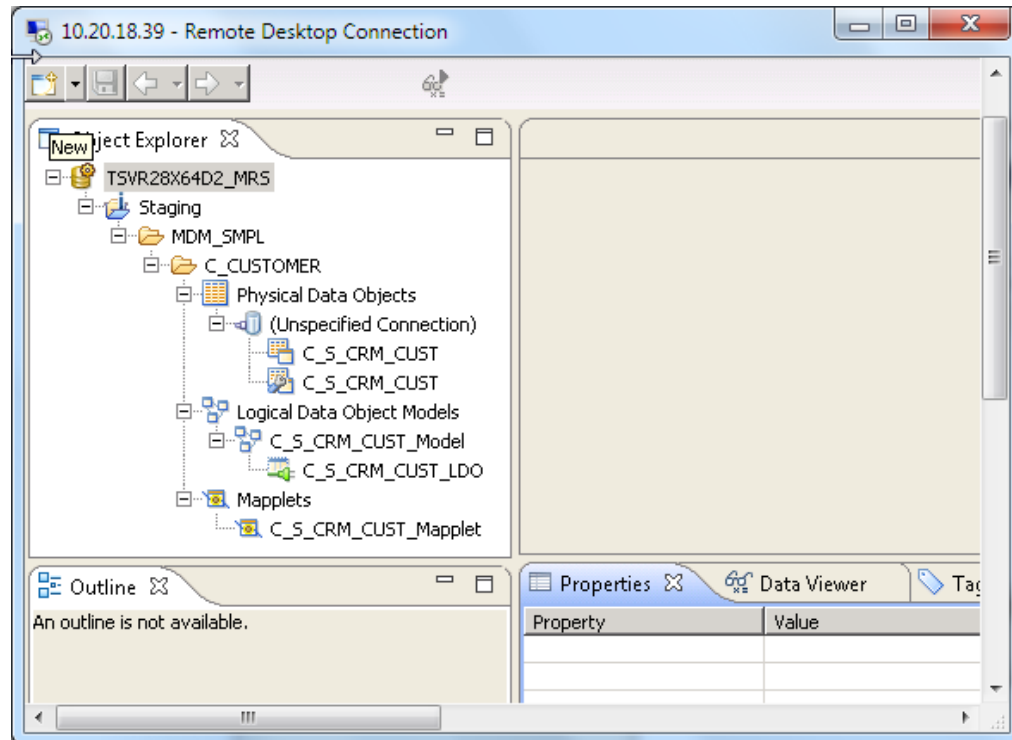 10.20.18.39 - Remote Desktop Connection
New
ject Explorer
TSVR28X64D2_MRS
Staging
MDM_SMPL
C_CUSTOMER
Physical Data Objects
(Unspecified Connection)
C_S_CRM_CUST
C_S_CRM_CUST
Logical Data Object Models
C_S_CRM_CUST_Model
C_S_CRM_CUST_LDO
Mapplets
C_S_CRM_CUST_Mapplet
Outline
An outline is not available.
Properties
Data Viewer
Tag
Property
Value